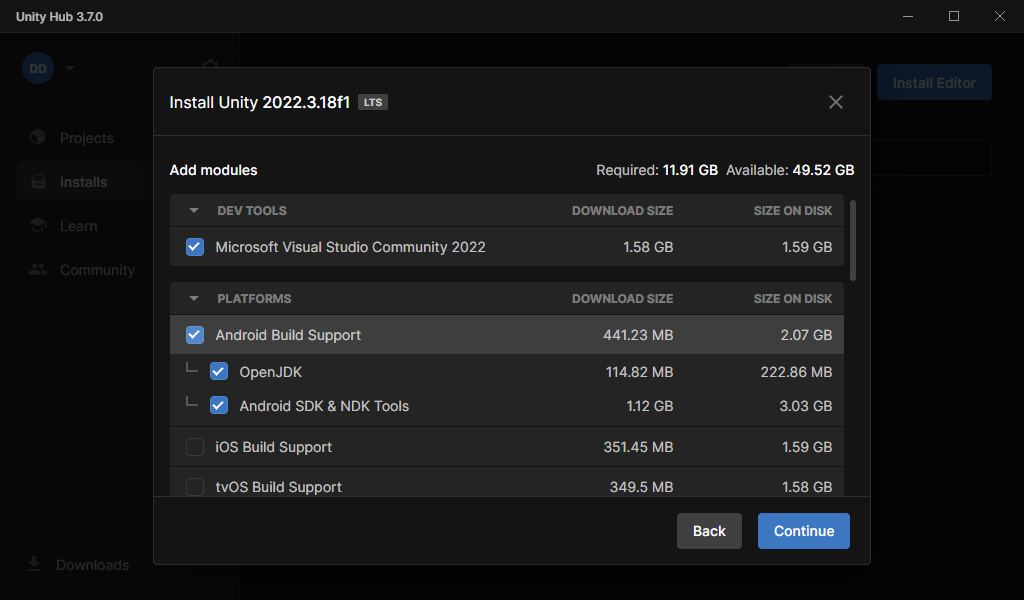 Unity Hub 3.7.0
DD
Install Editor
Install Unity 2022.3.18f1 LTS
Projects
Installs
Learn
Community
Downloads
Add modules Required: 11.91 GB Available: 49.52 GB
DEV TOOLS DOWNLOAD SIZE SIZE ON DISK
Microsoft Visual Studio Community 2022 1.58 GB 1.59 GB
PLATFORMS DOWNLOAD SIZE SIZE ON DISK
Android Build Support 441.23 MB 2.07 GB
OpenJDK 114.82 MB 222.86 MB
Android SDK & NDK Tools 1.12 GB 3.03 GB
iOS Build Support 351.45 MB 1.59 GB
tvOS Build Support 349.5 MB 1.58 GB
Back Continue